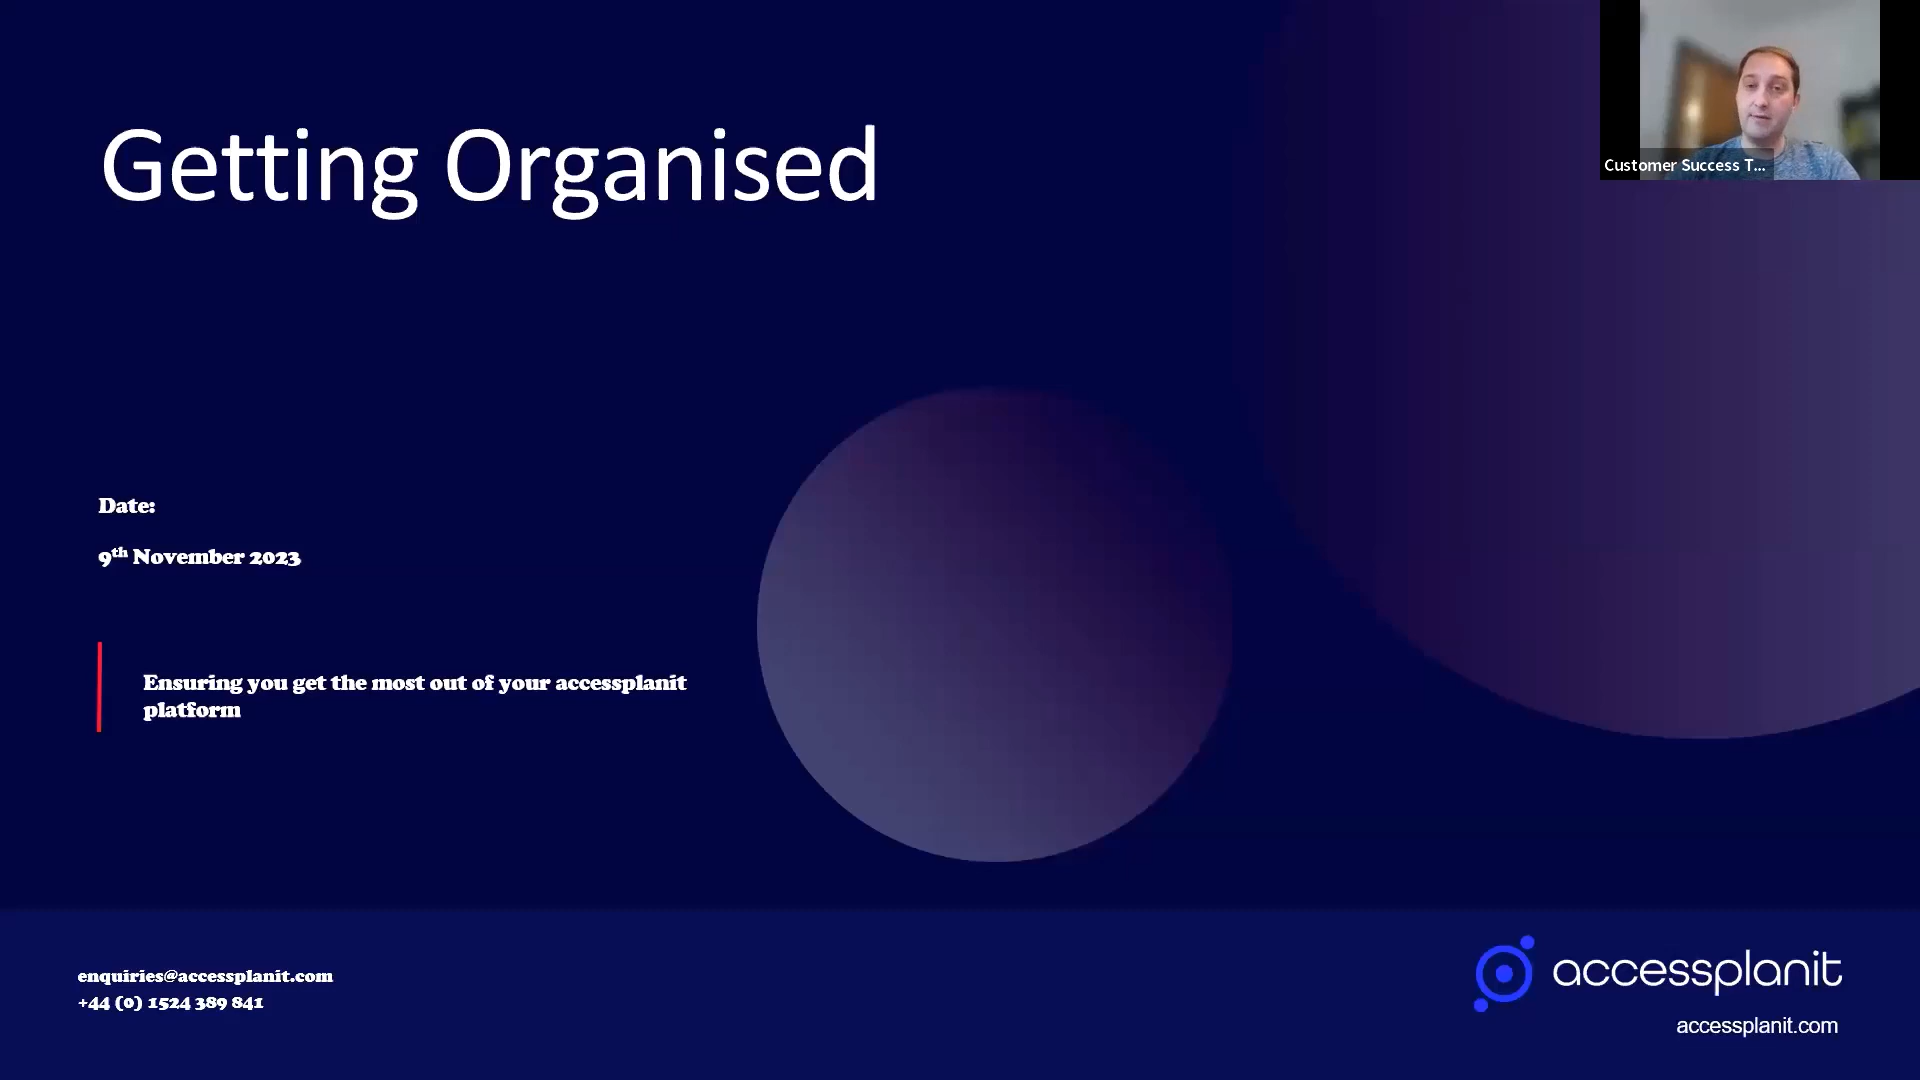 Getting Organised
Customer Success T...
Date:
9th November 2023
Ensuring you get the most out of your accessplanit
platform
enquiries@accessplanit.com
+44 (0) 1524 389 841
accessplanit
accessplanit.com